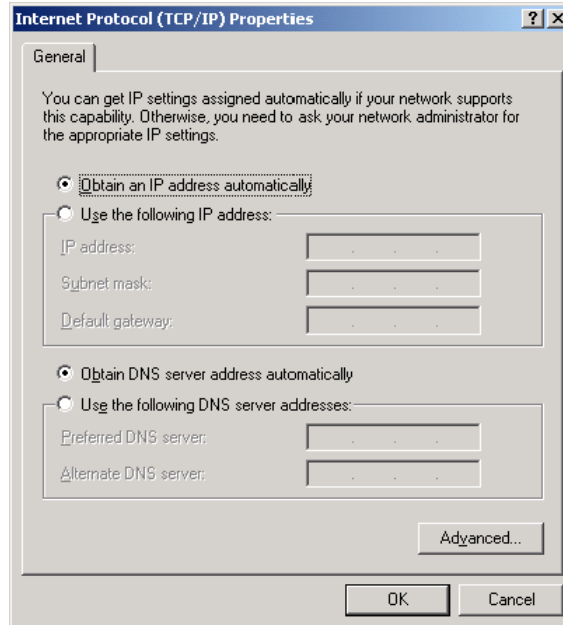 Internet Protocol (TCP/IP) Properties
General
You can get IP settings assigned automatically if your network supports
this capability. Otherwise, you need to ask your network administrator for
the appropriate IP settings.
Obtain an IP address automatically
Use the following IP address:
IP address:
Subnet mask:
Default gateway:
Obtain DNS server address automatically
Use the following DNS server addresses:
Preferred DNS server:
Alternate DNS server:
Advanced...
OK Cancel